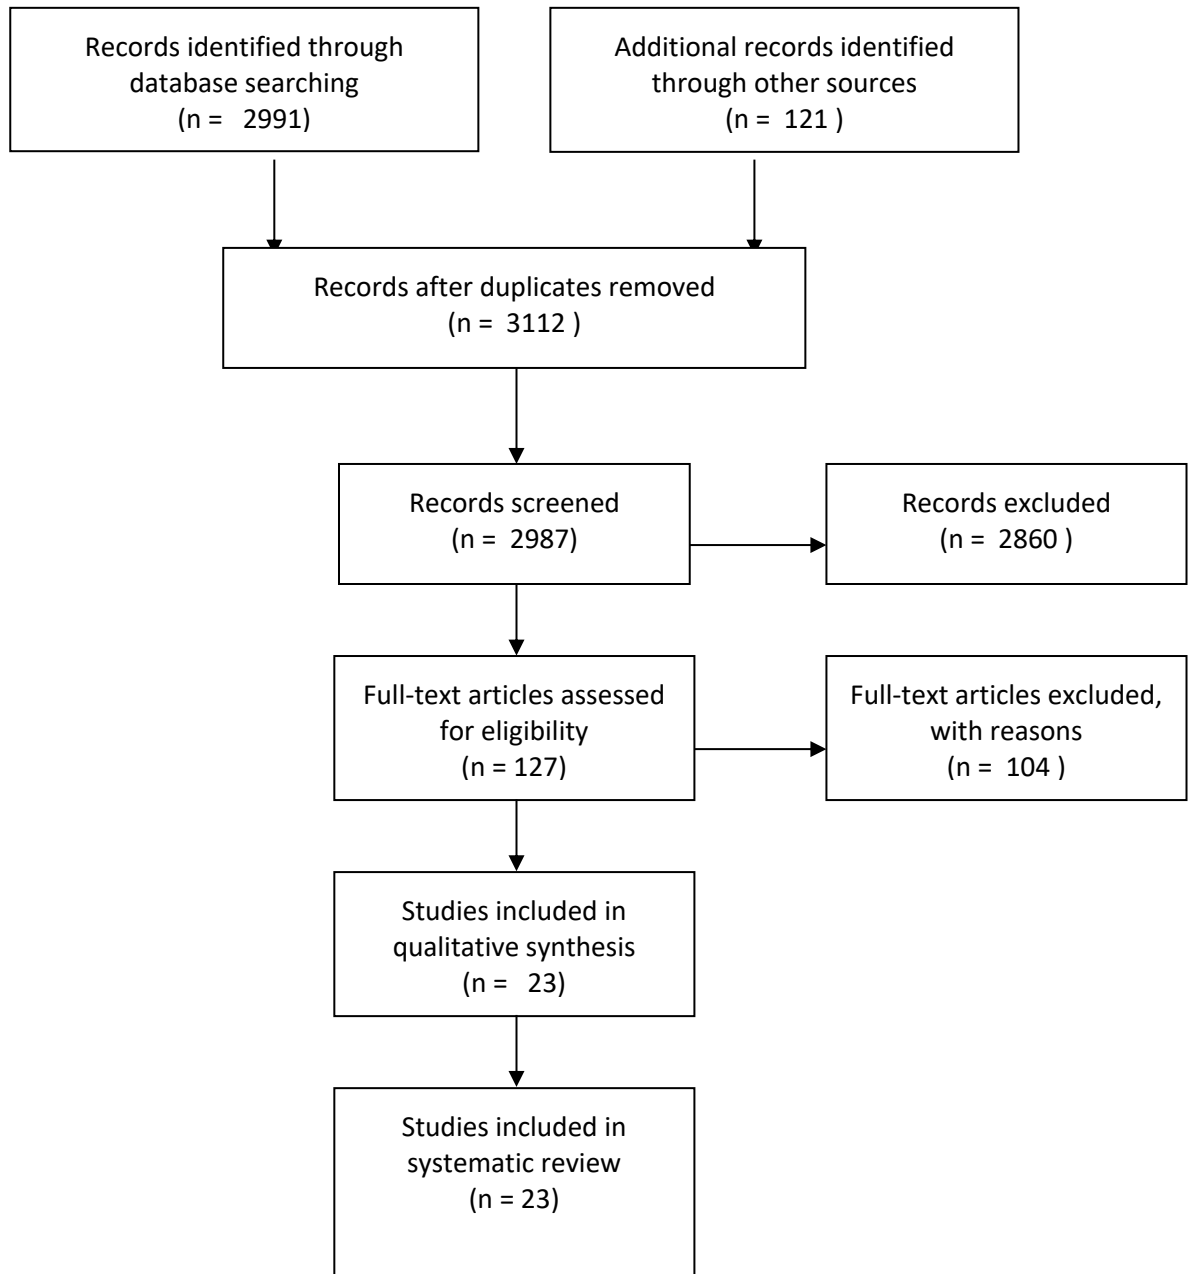 Records identified through
database searching
(n =   2991)
Additional records identified
through other sources
(n =  121 )
Records after duplicates removed
(n =  3112 )
Records screened
(n =  2987)
Records excluded
(n =  2860 )
Full-text articles assessed
for eligibility
(n = 127)
Full-text articles excluded,
with reasons
(n =  104 )
Studies included in
qualitative synthesis
(n =   23)
Studies included in
systematic review
(n = 23)